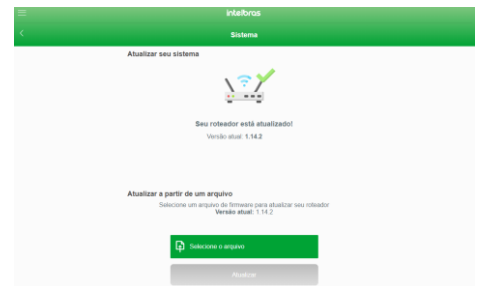 intelbras
Sistema
Atualizar seu sistema
Seu roteador está atualizado!
Versão atual: 1.14.2
Atualizar a partir de um arquivo
Selecione um arquivo de firmware para atualizar seu roteador
Versão atual: 1.14.2
Selecione o arquivo
Atualizar